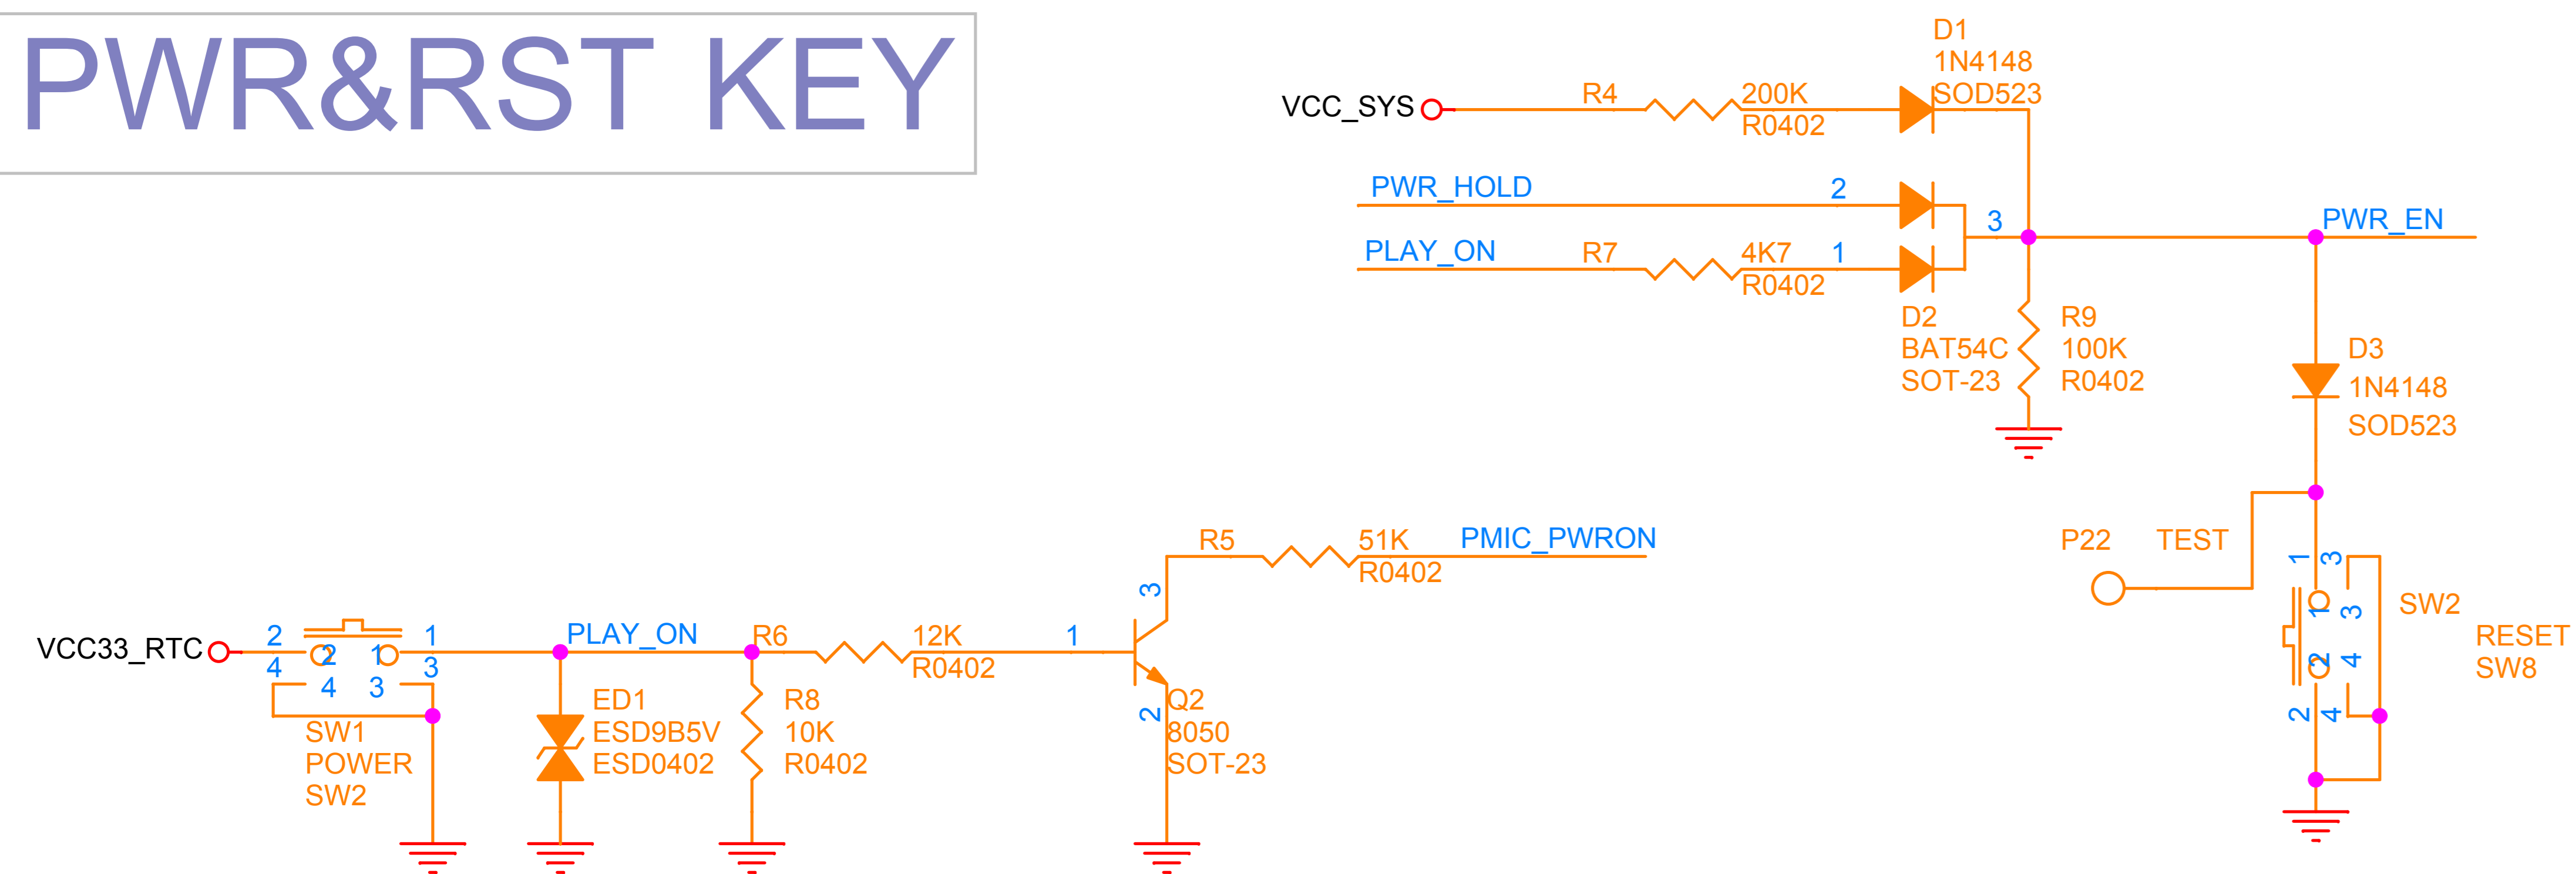 PWR&RST KEY
D1
1N4148
SOD523
VCC_SYS
R4
200K
R0402
PWR_HOLD
2
3
PWR_EN
PLAY_ON
R7
4K7
R0402
1
D2
BAT54C
SOT-23
R9
100K
R0402
D3
1N4148
SOD523
R5
51K
R0402
PMIC_PWRON
3
P22
TEST
1
3
1
3
SW2
RESET
SW8
2
4
2
4
VCC33_RTC
2
1
2
1
4
3
4
3
SW1
POWER
SW2
PLAY_ON
R6
12K
R0402
1
ED1
ESD9B5V
ESD0402
R8
10K
R0402
2
Q2
8050
SOT-23